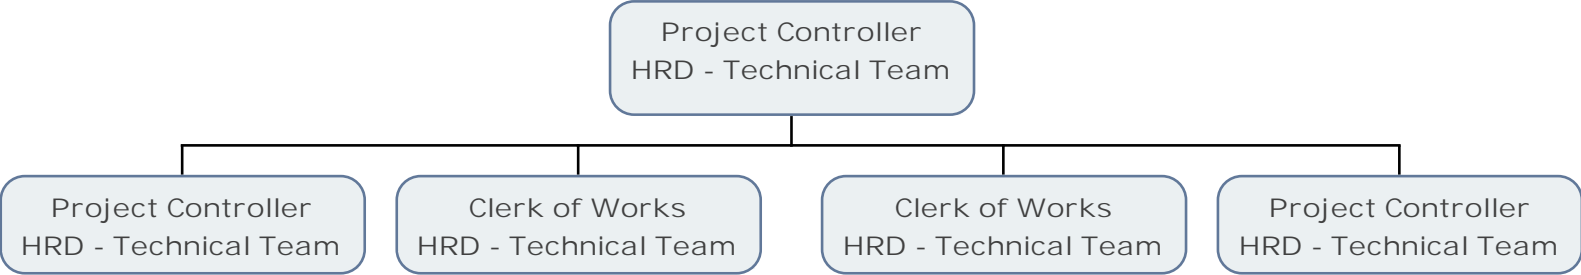 Project Controller
HRD - Technical Team
Project Controller
HRD - Technical Team
Clerk of Works
HRD - Technical Team
Clerk of Works
HRD - Technical Team
Project Controller
HRD - Technical Team